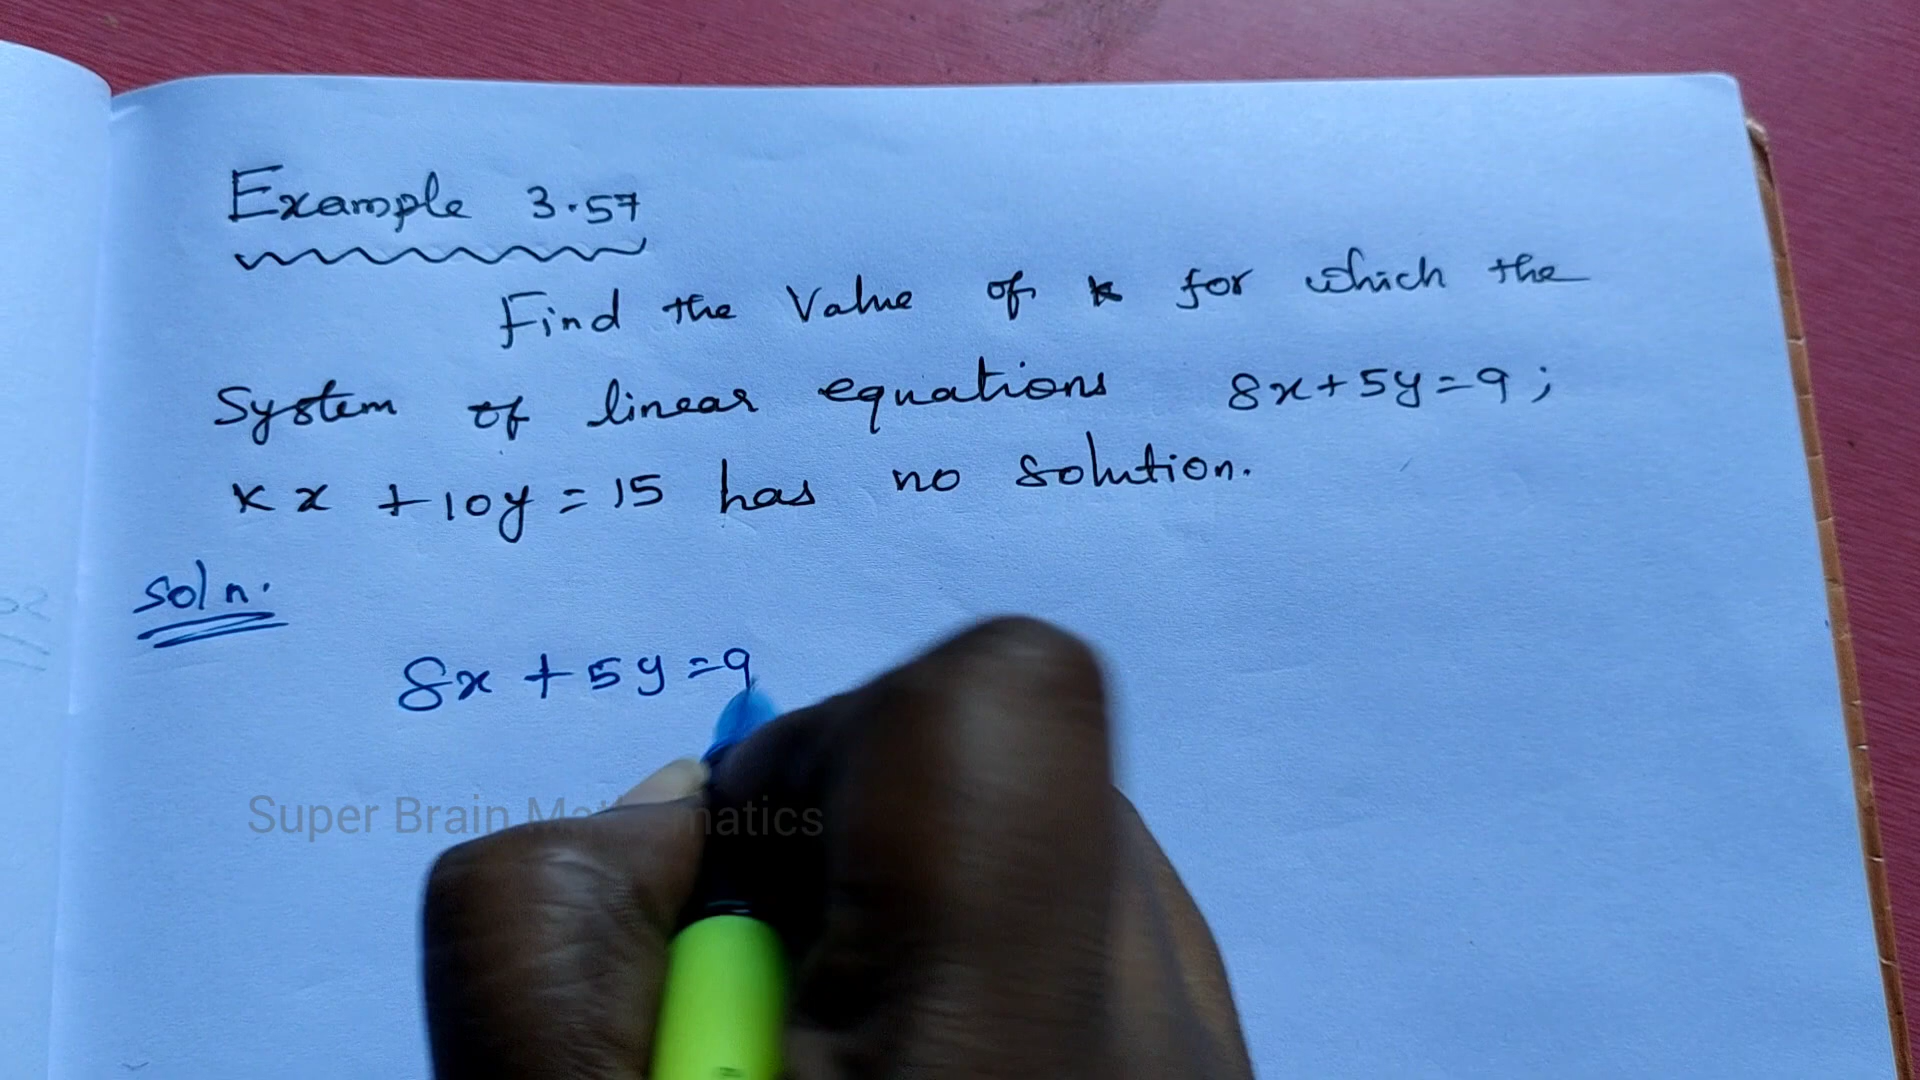 Example 3.57
Find the Value of k for which the
System of linear equations 8x+5y=9;
kx+10y=15 has no solution.
Soln.
8x+5y=9
Super Brain Mathematics